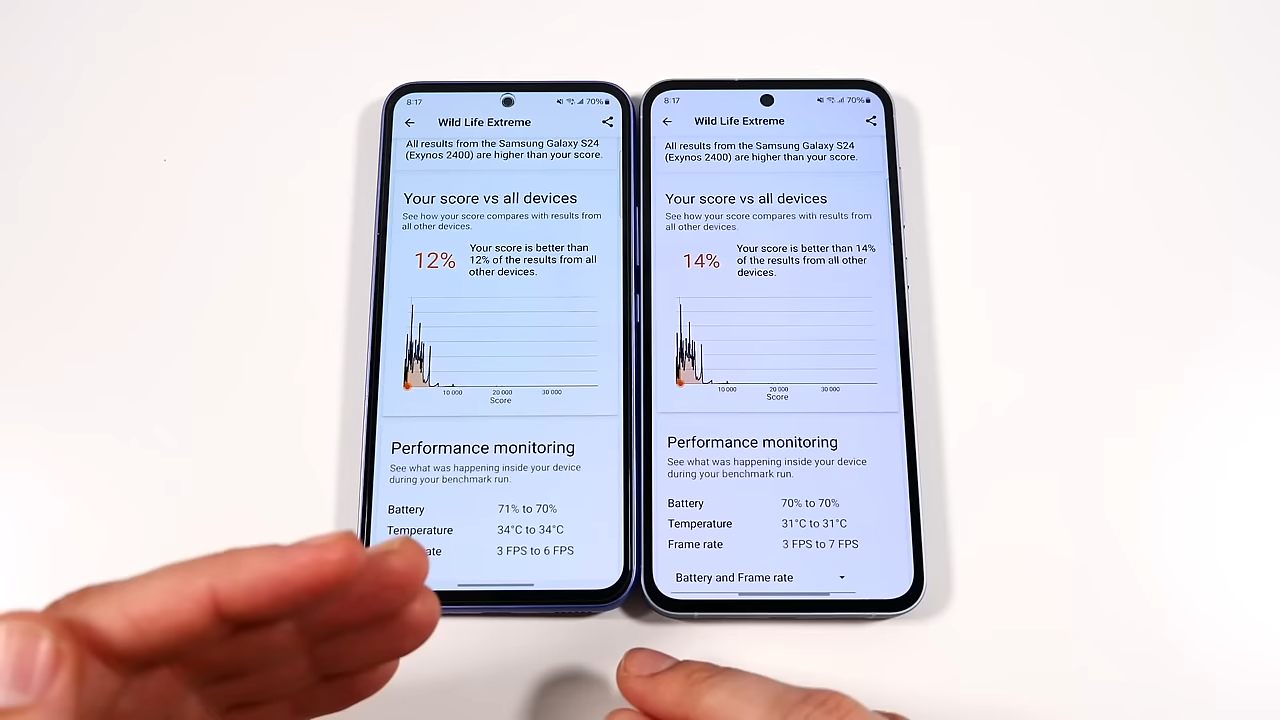 8:17
70%
Wild Life Extreme
All results from the Samsung Galaxy S24
(Exynos 2400) are higher than your score.
Your score vs all devices
See how your score compares with results from
all other devices.
12%
Your score is better than
12% of the results from all
other devices.
10 000
20 000
30 000
Score
Performance monitoring
See what was happening inside your device
during your benchmark run.
Battery
71% to 70%
Temperature
34°C to 34°C
ate
3 FPS to 6 FPS
8:17
70%
Wild Life Extreme
All results from the Samsung Galaxy S24
(Exynos 2400) are higher than your score.
Your score vs all devices
See how your score compares with results from
all other devices.
14%
Your score is better than 14%
of the results from all other
devices.
10 000
20 000
30 000
Score
Performance monitoring
See what was happening inside your device
during your benchmark run.
Battery
70% to 70%
Temperature
31°C to 31°C
Frame rate
3 FPS to 7 FPS
Battery and Frame rate